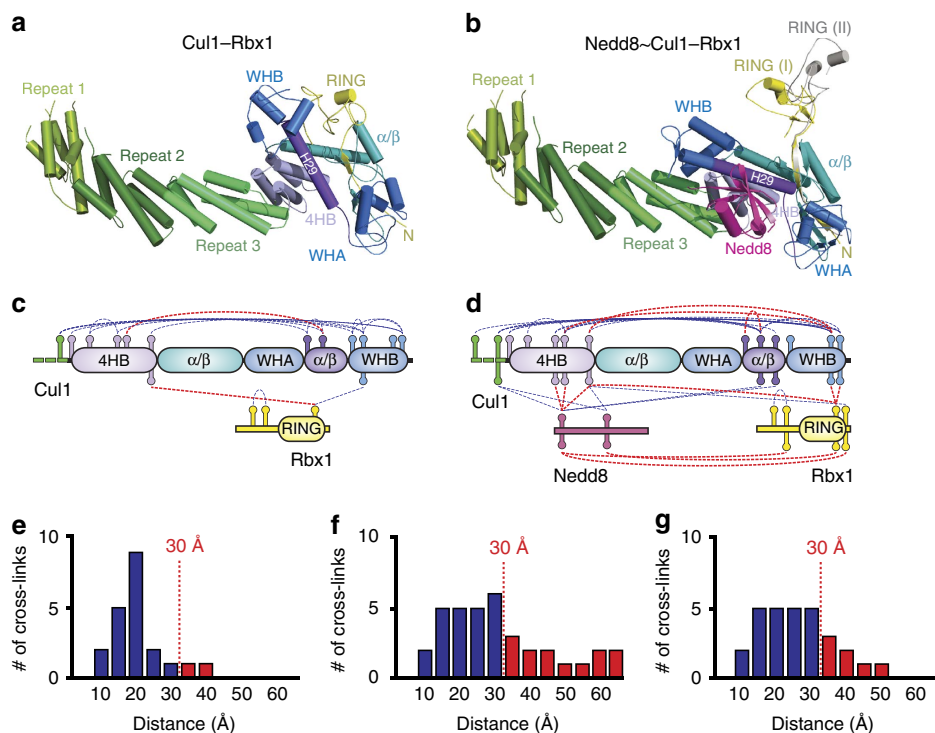 a
Cul1–Rbx1
Repeat 1
Repeat 2
Repeat 3
WHB
RING
α/β
H29
4HB
N
WHA
b
Nedd8~Cul1–Rbx1
RING (II)
RING (I)
Repeat 1
Repeat 2
Repeat 3
WHB
α/β
H29
4HB
Nedd8
N
WHA
c
4HB α/β WHA α/β WHB
Cul1
RING
Rbx1
d
4HB α/β WHA α/β WHB
Cul1
RING
Nedd8 Rbx1
e
# of cross-links
10
5
0
30 Å
10 20 30 40 50 60
Distance (Å)
f
# of cross-links
10
5
0
30 Å
10 20 30 40 50 60
Distance (Å)
g
# of cross-links
10
5
0
30 Å
10 20 30 40 50 60
Distance (Å)